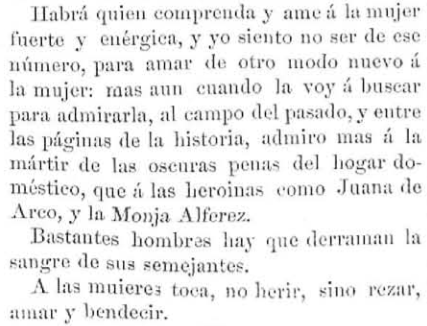 Habrá quien comprenda y ame á la mujer
fuerte y enérgica, y yo siento no ser de ese
número, para amar de otro modo nuevo á
la mujer: mas aun cuando la voy á buscar
para admirarla, al campo del pasado, y entre
las páginas de la historia, admiro mas á la
mártir de las oscuras penas del hogar do-
méstico, que á las heroinas como Juana de
Arco, y la Monja Alferez.
Bastantes hombres hay que derraman la
sangre de sus semejantes.
A las mujeres toca, no herir, sino rezar,
amar y bendecir.